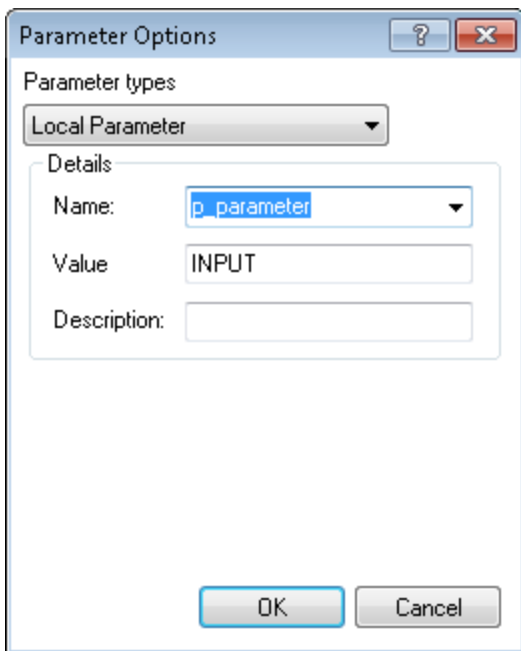 Parameter Options
?
Parameter types
Local Parameter
Details
Name: p_parameter
Value INPUT
Description:
OK Cancel